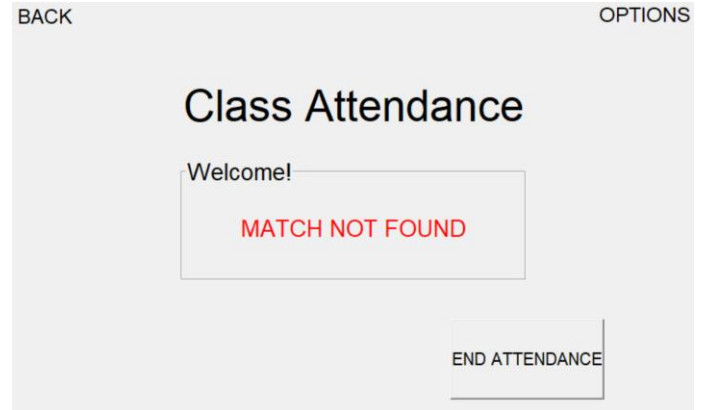 BACK
OPTIONS
Class Attendance
Welcome!
MATCH NOT FOUND
END ATTENDANCE